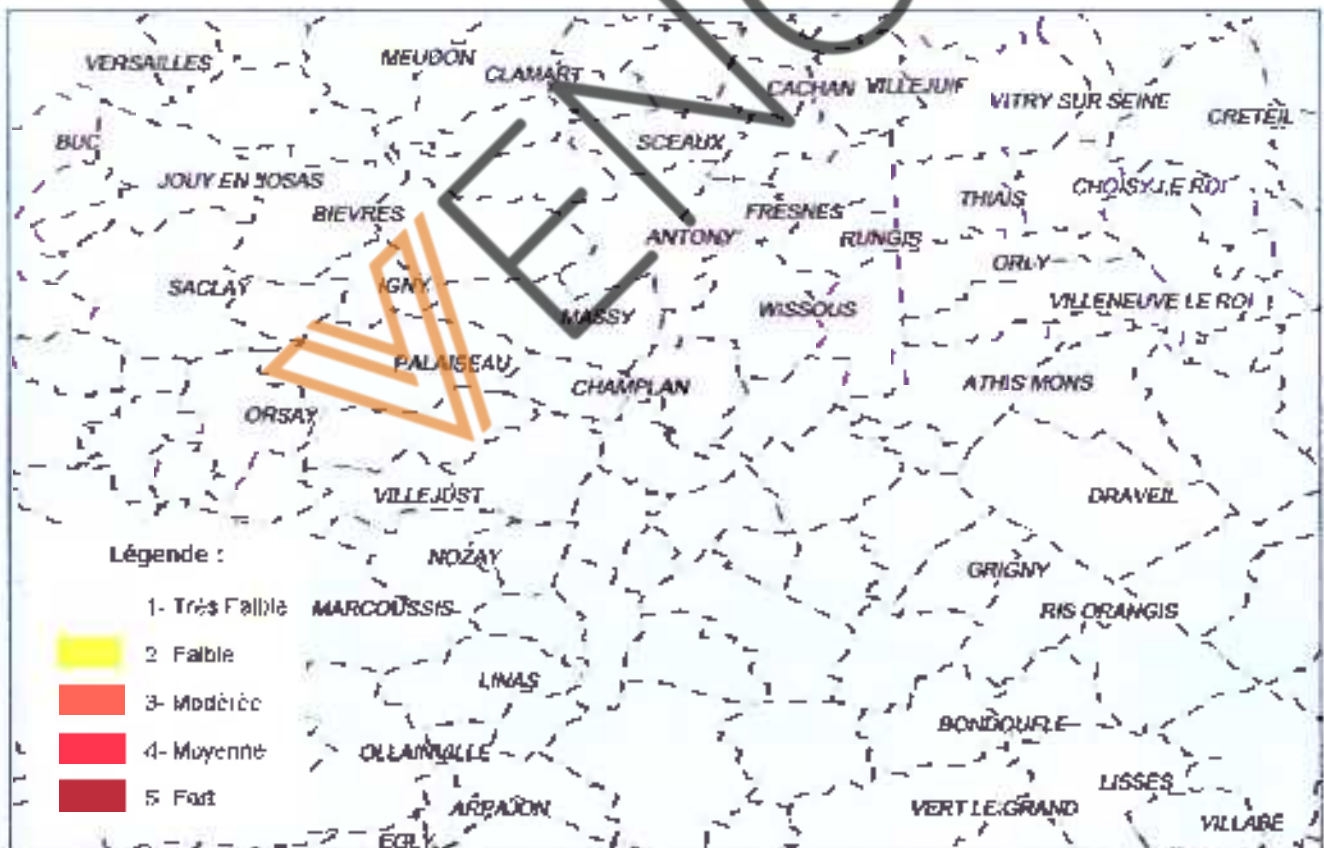 VERSAILLES
MEUDON
CLAMART
CACHAN
VILLEJUIF
VITRY SUR SEINE
CRETEIL
BUC
SCEAUX
JOUY EN JOSAS
BIEVRES
FRESNES
THIAIS
CHOISY LE ROI
ANTONY
RUNGIS
ORLY
SACLAY
IGNY
MASSY
WISSOUS
VILLENEUVE LE ROI
PALAISEAU
CHAMPLAN
ATHIS MONS
ORSAY
VILLEJUST
DRAVEIL
Légende :
NOZAY
GRIGNY
1- Très Faible
MARCOUSSIS
RIS ORANGIS
2 Faible
LINAS
3- Modérée
BONDOUFLE
4- Moyenne
OLLAINVILLE
LISSES
5 Fort
ARPAJON
VERT LE GRAND
VILLABE
EGLY
VEN